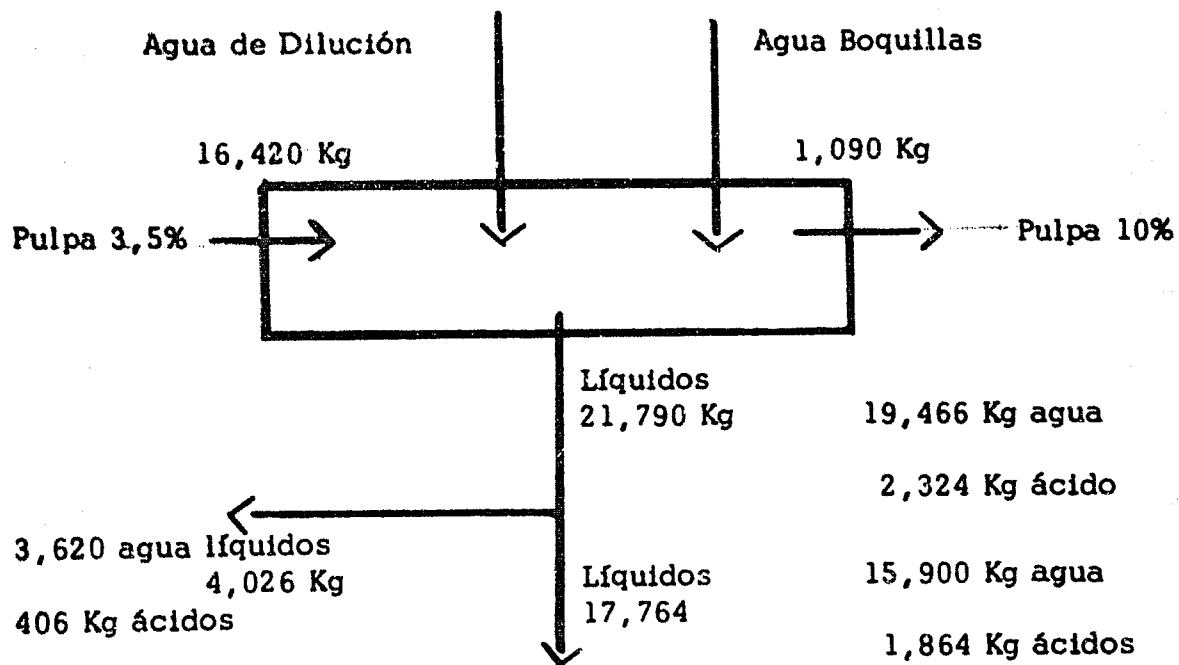 Agua de Dilución
Agua Boquillas
16,420 Kg
1,090 Kg
Pulpa 3,5%
Pulpa 10%
Líquidos
21,790 Kg
19,466 Kg agua
2,324 Kg ácido
3,620 agua líquidos
4,026 Kg
406 Kg ácidos
Líquidos
17,764
15,900 Kg agua
1,864 Kg ácidos